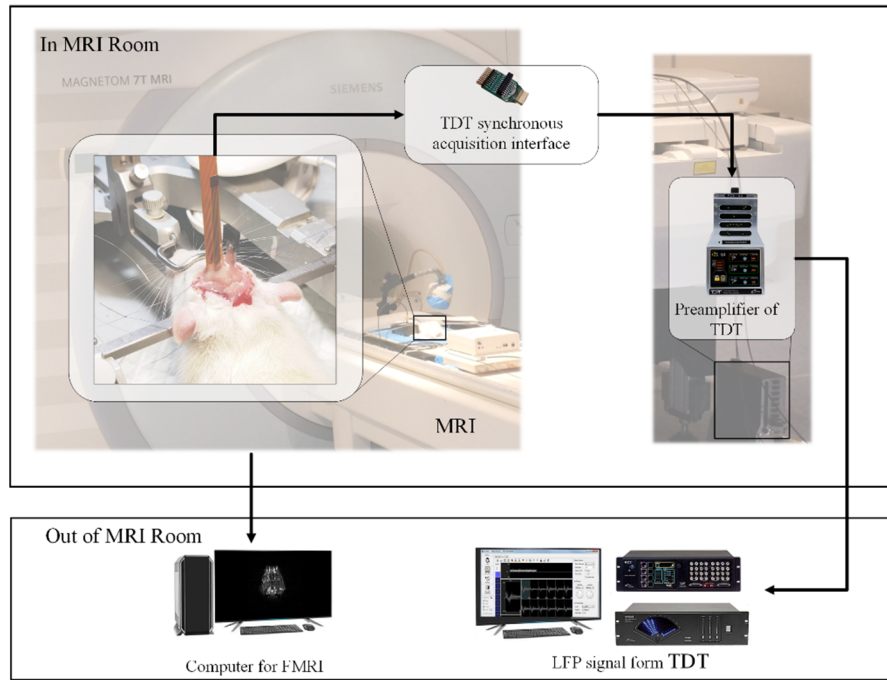 In MRI Room
MAGNETOM 7T MRI
SIEMENS
TDT synchronous
acquisition interface
Preamplifier of
TDT
MRI
Out of MRI Room
Computer for FMRI
LFP signal form TDT